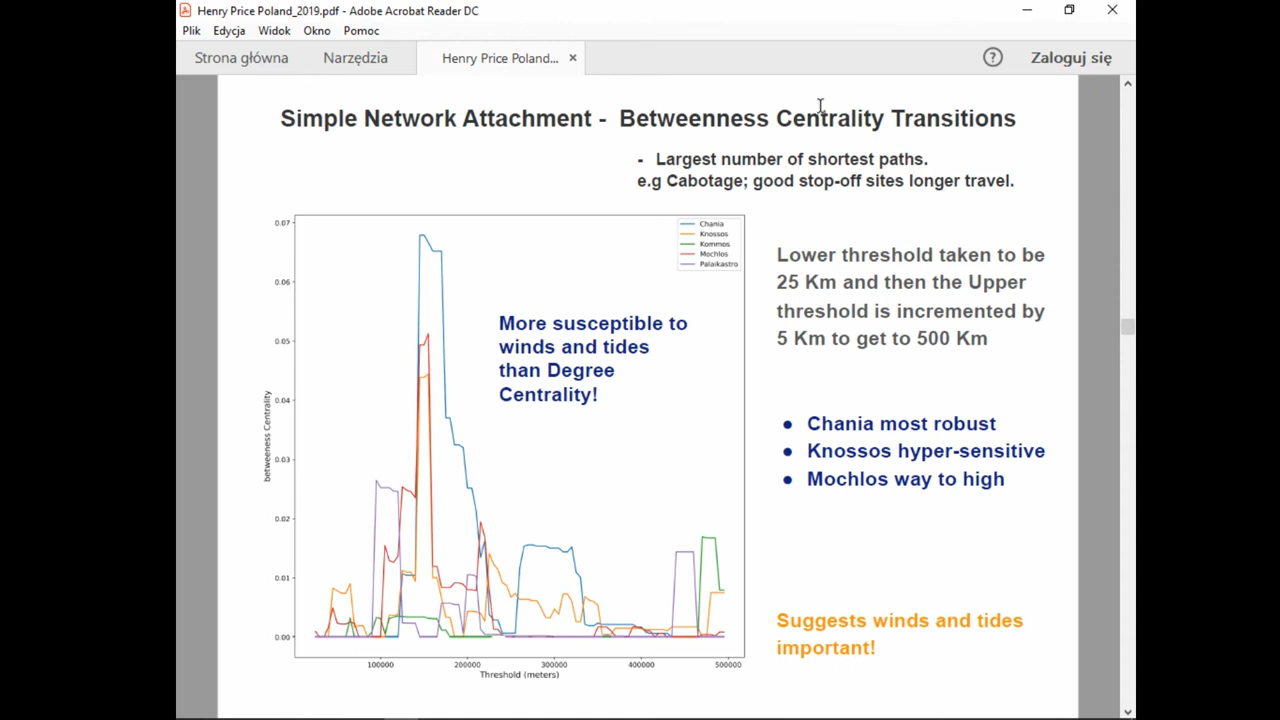 Henry Price Poland_2019.pdf - Adobe Acrobat Reader DC
Plik Edycja Widok Okno Pomoc
Strona główna Narzędzia Henry Price Poland... × ? Zaloguj się
Simple Network Attachment - Betweenness Centrality Transitions
- Largest number of shortest paths.
e.g Cabotage; good stop-off sites longer travel.
0.07
0.06
0.05
0.04
0.03
0.02
0.01
0.00
betweeness Centrality
Chania
Knossos
Kommos
Mochlos
Palaikastro
More susceptible to
winds and tides
than Degree
Centrality!
100000 200000 300000 400000 500000
Threshold (meters)
Lower threshold taken to be
25 Km and then the Upper
threshold is incremented by
5 Km to get to 500 Km
● Chania most robust
● Knossos hyper-sensitive
● Mochlos way to high
Suggests winds and tides
important!